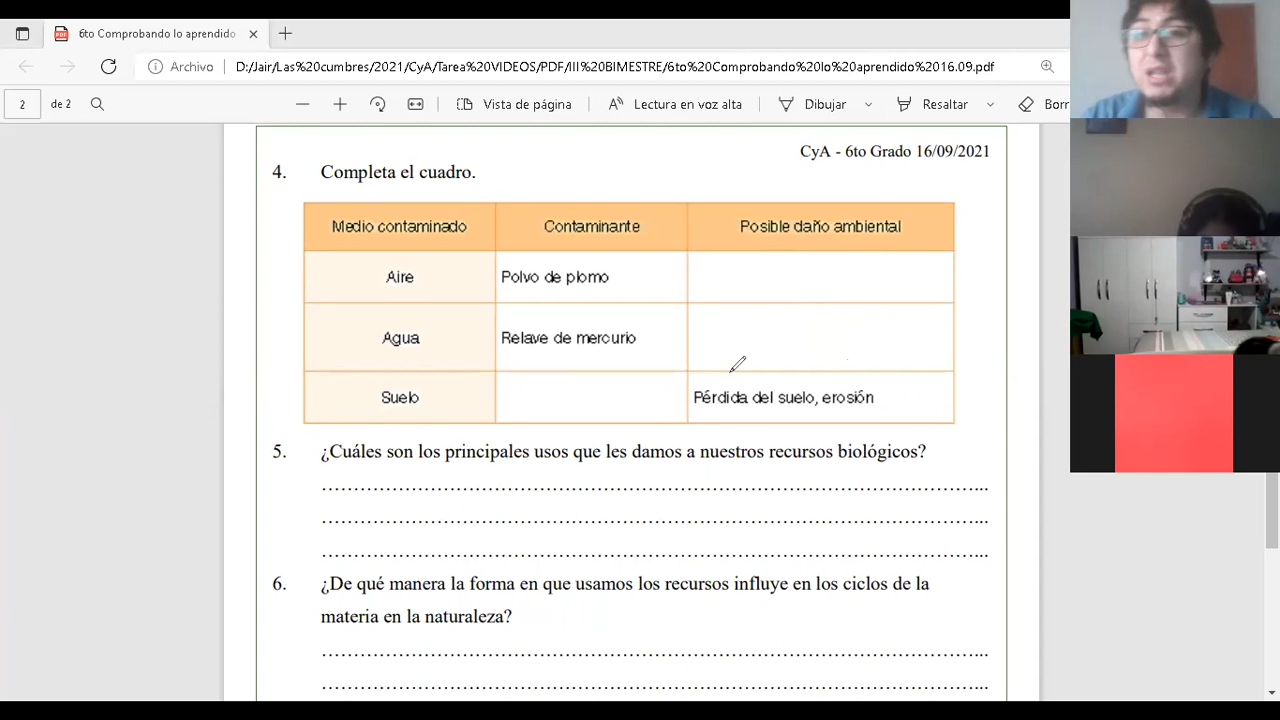 6to Comprobando lo aprendido
Archivo D:/Jair/Las%20cumbres/2021/CyA/Tarea%20VIDEOS/PDF/III%20BIMESTRE/6to%20Comprobando%20lo%20aprendido%2016.09.pdf
2 de 2 Vista de página Lectura en voz alta Dibujar Resaltar Borr
CyA - 6to Grado 16/09/2021
4. Completa el cuadro.
Medio contaminado Contaminante Posible daño ambiental
Aire Polvo de plomo
Agua Relave de mercurio
Suelo Pérdida del suelo, erosión
5. ¿Cuáles son los principales usos que les damos a nuestros recursos biológicos?
6. ¿De qué manera la forma en que usamos los recursos influye en los ciclos de la
materia en la naturaleza?